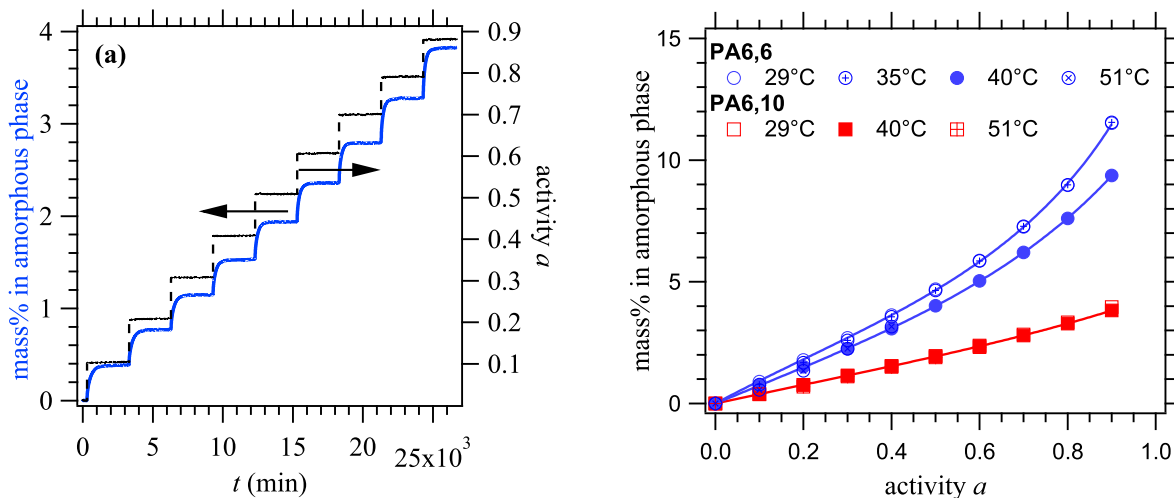 (a)
mass% in amorphous phase
4
3
2
1
0
0.9
0.8
0.7
0.6
0.5
0.4
0.3
0.2
0.1
activity a
0 5 10 15 20 25x10³
t (min)
mass% in amorphous phase
15
10
5
0
PA6,6
29°C 35°C 40°C 51°C
PA6,10
29°C 40°C 51°C
0.0 0.2 0.4 0.6 0.8 1.0
activity a